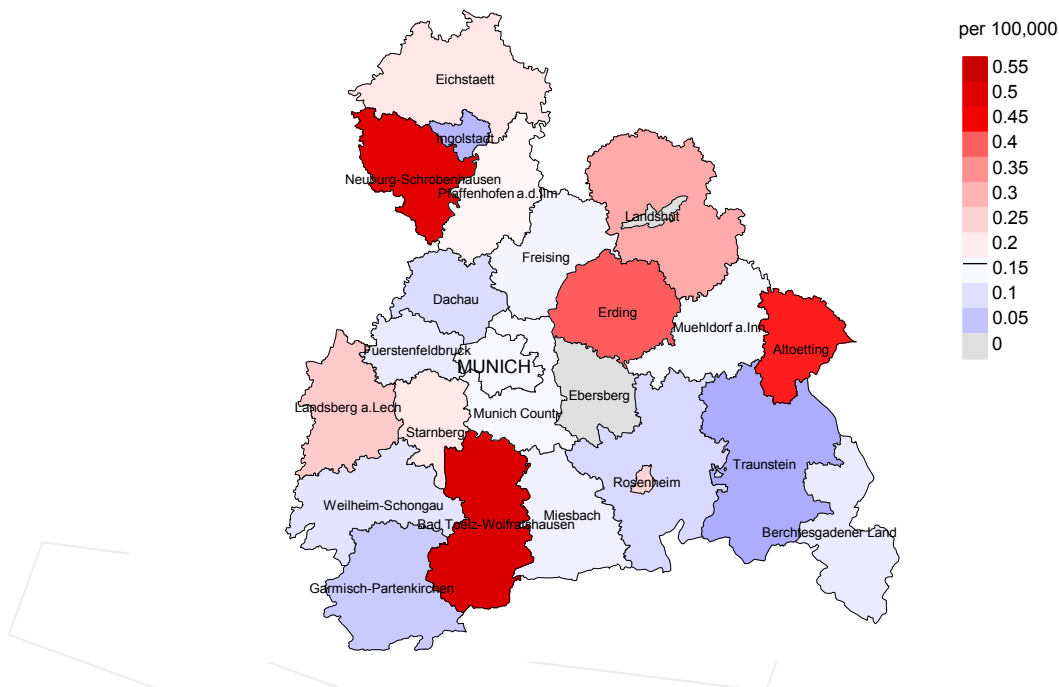 per 100,000
0.55
0.5
0.45
0.4
0.35
0.3
0.25
0.2
0.15
0.1
0.05
0
Eichstaett
Ingolstadt
Neuburg-Schrobenhausen
Pfaffenhofen a.d.Ilm
Landshut
Freising
Dachau
Erding
Muehldorf a.Inn
Altoetting
Fuerstenfeldbruck
MUNICH
Ebersberg
Landsberg a.Lech
Munich County
Starnberg
Traunstein
Rosenheim
Weilheim-Schongau
Miesbach
Bad Toelz-Wolfratshausen
Berchtesgadener Land
Garmisch-Partenkirchen